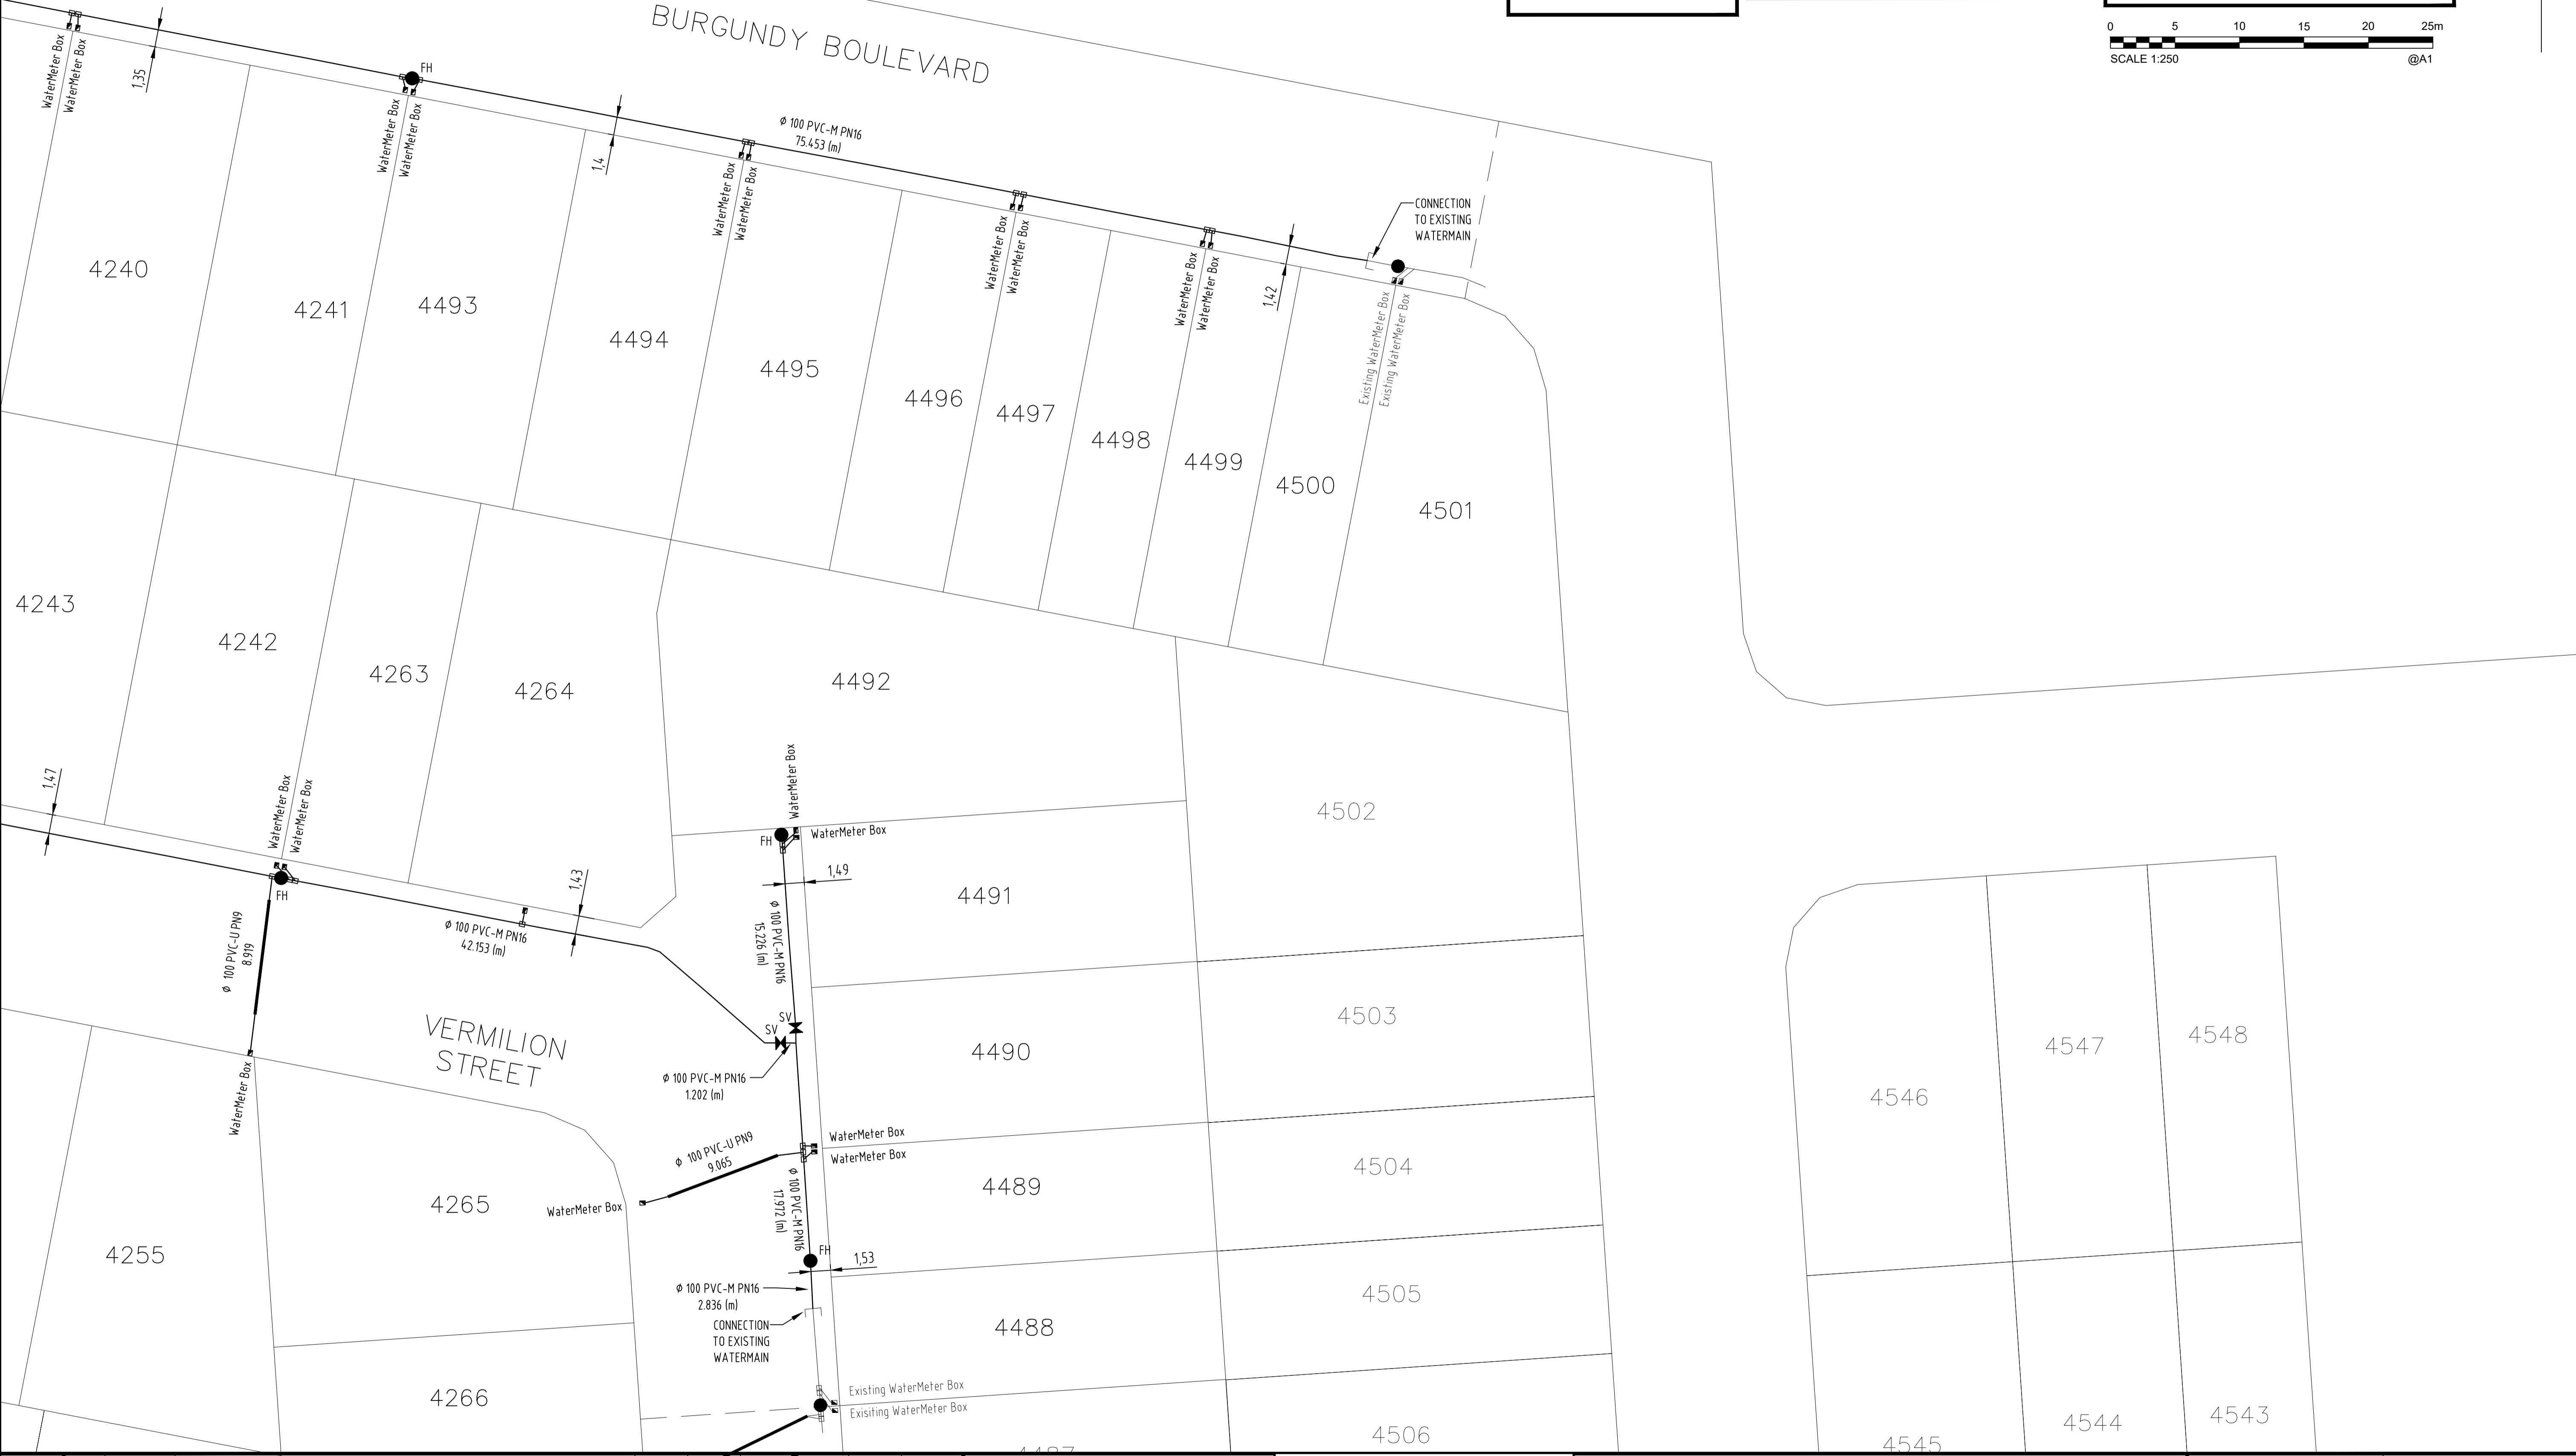 BURGUNDY BOULEVARD
0 5 10 15 20 25m
SCALE 1:250 @A1
WaterMeter Box
WaterMeter Box
1,35
FH
WaterMeter Box
WaterMeter Box
1,4
Φ 100 PVC-M PN16
75.453 (m)
WaterMeter Box
WaterMeter Box
WaterMeter Box
WaterMeter Box
WaterMeter Box
WaterMeter Box
1,42
CONNECTION
TO EXISTING
WATERMAIN
Existing WaterMeter Box
Existing WaterMeter Box
4240
4241
4493
4494
4495
4496
4497
4498
4499
4500
4501
4243
4242
4263
4264
4492
4502
1,47
WaterMeter Box
WaterMeter Box
FH
1,43
Φ 100 PVC-M PN16
42.153 (m)
Φ 100 PVC-U PN9
8.919
WaterMeter Box
WaterMeter Box
FH
WaterMeter Box
1,49
4491
Φ 100 PVC-M PN16
15.226 (m)
VERMILION
STREET
SV
SV
Φ 100 PVC-M PN16
1.202 (m)
4490
4503
4546
4547
4548
Φ 100 PVC-U PN9
9.065
WaterMeter Box
WaterMeter Box
WaterMeter Box
Φ 100 PVC-M PN16
17.972 (m)
4489
4504
4265
4255
FH
1,53
Φ 100 PVC-M PN16
2.836 (m)
CONNECTION
TO EXISTING
WATERMAIN
4488
4505
4266
Existing WaterMeter Box
Exisiting WaterMeter Box
4487
4506
4545
4544
4543